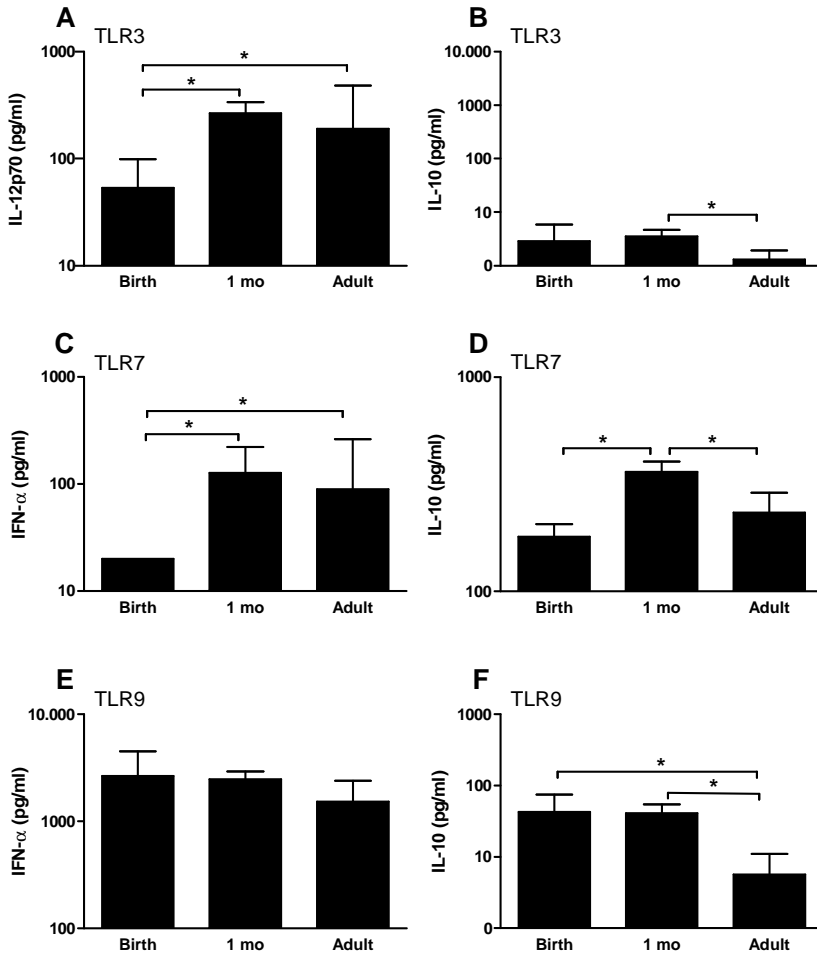 A
TLR3
1000
100
10
IL-12p70 (pg/ml)
*
*
Birth 1 mo Adult
B
TLR3
10.000
1000
100
10
0
IL-10 (pg/ml)
*
Birth 1 mo Adult
C
TLR7
1000
100
10
IFN-α (pg/ml)
*
*
Birth 1 mo Adult
D
TLR7
1000
100
IL-10 (pg/ml)
*    *
Birth 1 mo Adult
E
TLR9
10.000
1000
100
IFN-α (pg/ml)
Birth 1 mo Adult
F
TLR9
1000
100
10
0
IL-10 (pg/ml)
*
*
Birth 1 mo Adult